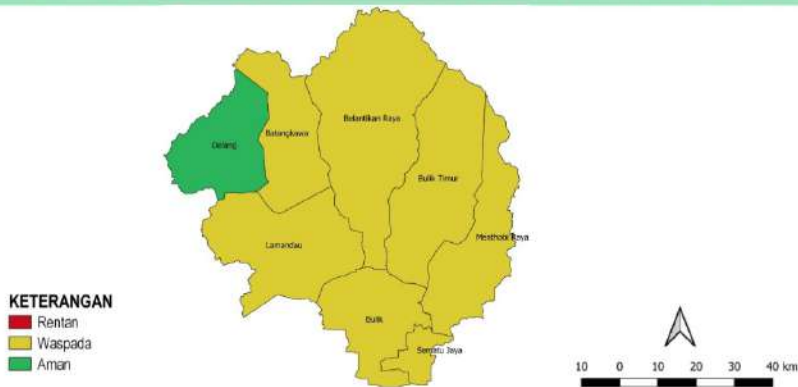 Delang
Batangkawa
Belantikan Raya
Bulik Timur
Menthobi Raya
Lamandau
Bulik
Sematu Jaya
KETERANGAN
Rentan
Waspada
Aman
10 0 10 20 30 40 km